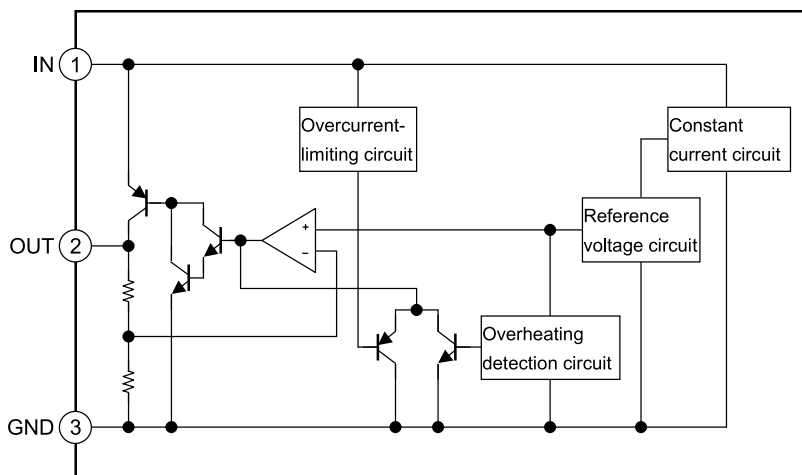 IN 1
Overcurrent-
limiting circuit
Constant
current circuit
Reference
voltage circuit
OUT 2
+
−
Overheating
detection circuit
GND 3